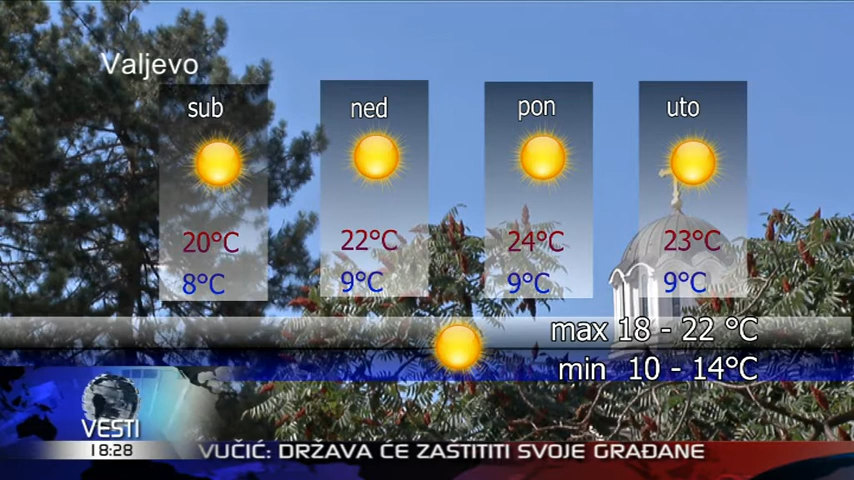 Valjevo
sub
ned
pon
uto
20°C
22°C
24°C
23°C
8°C
9°C
9°C
9°C
max 18 - 22 °C
min 10 - 14°C
VESTI
18:28
VUČIĆ: DRŽAVA ĆE ZAŠTITITI SVOJE GRAĐANE